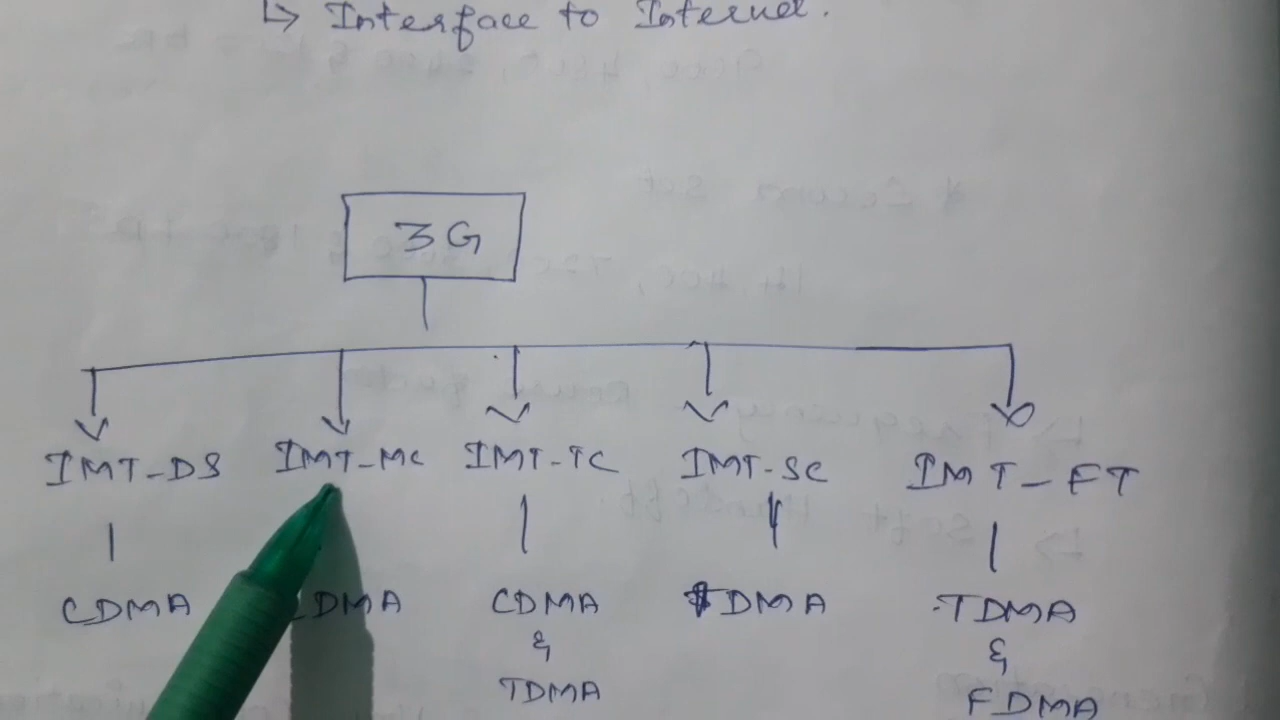 ↳ Interface to Internet.
3G
IMT-DS IMT-MC IMT-TC IMT-SC IMT-FT
CDMA CDMA CDMA TDMA TDMA
& &
TDMA FDMA